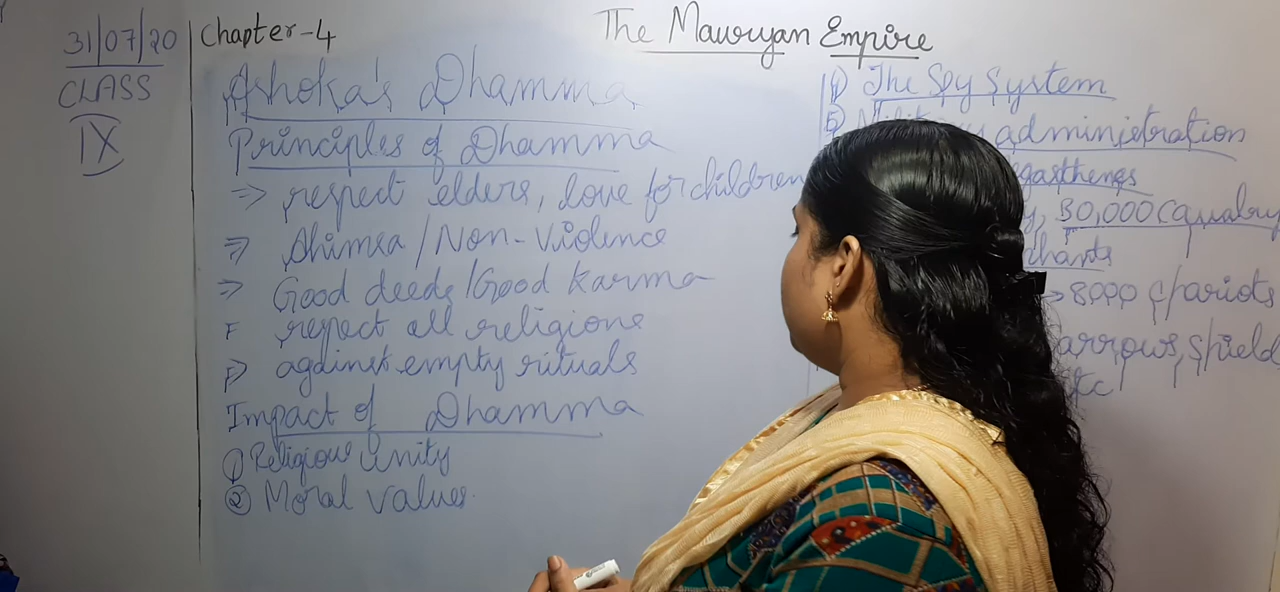 31/07/20
CLASS
IX
Chapter-4
The Mauryan Empire
Ashoka's Dhamma
Principles of Dhamma
⇒ respect elders, love for children
⇒ Ahimsa / Non-Violence
⇒ Good deeds / Good Karma
⇒ respect all religions
⇒ against empty rituals
Impact of Dhamma
① Religious Unity
② Moral values
4) The Spy System
5) administration
30,000 Cavalry
→ 8000 Chariots
arrows, shield
etc